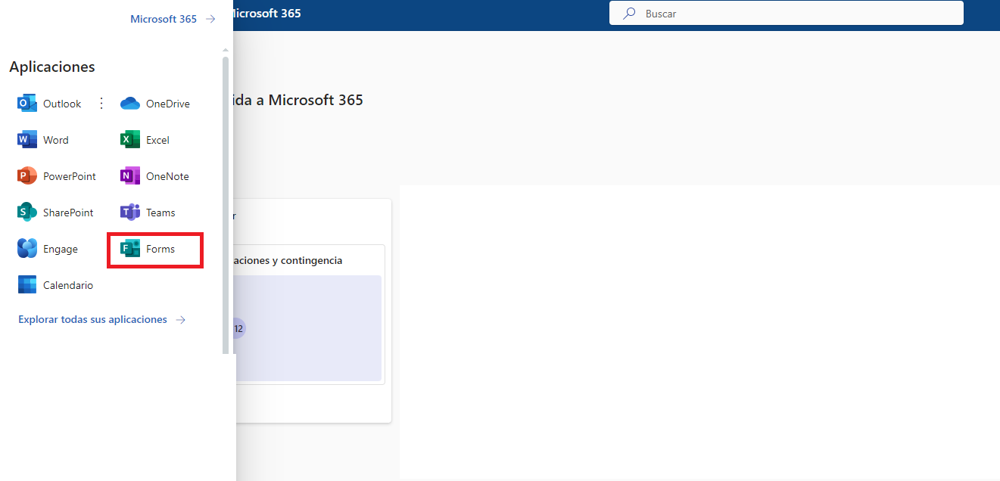 Microsoft 365
Microsoft 365
Buscar
Aplicaciones
Outlook
OneDrive
ida a Microsoft 365
Word
Excel
PowerPoint
OneNote
SharePoint
Teams
Engage
Forms
aciones y contingencia
Calendario
Explorar todas sus aplicaciones
12